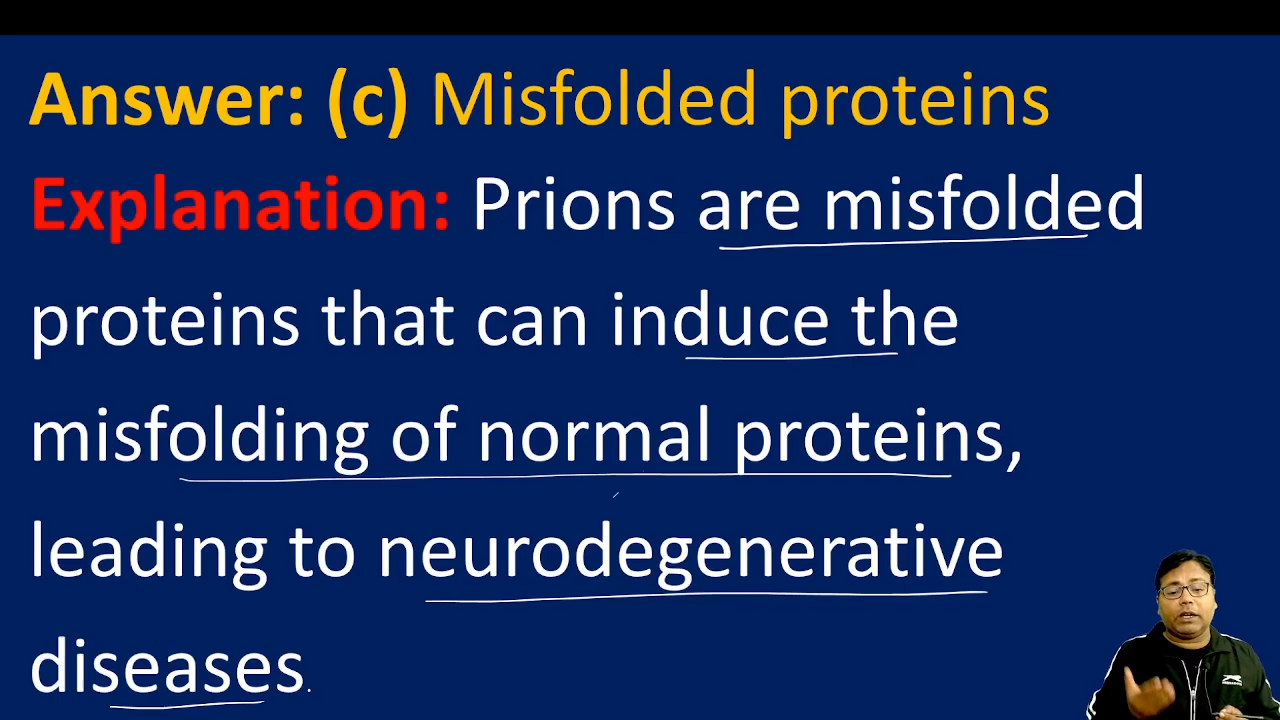 Answer: (c) Misfolded proteins
Explanation: Prions are misfolded
proteins that can induce the
misfolding of normal proteins,
leading to neurodegenerative
diseases.